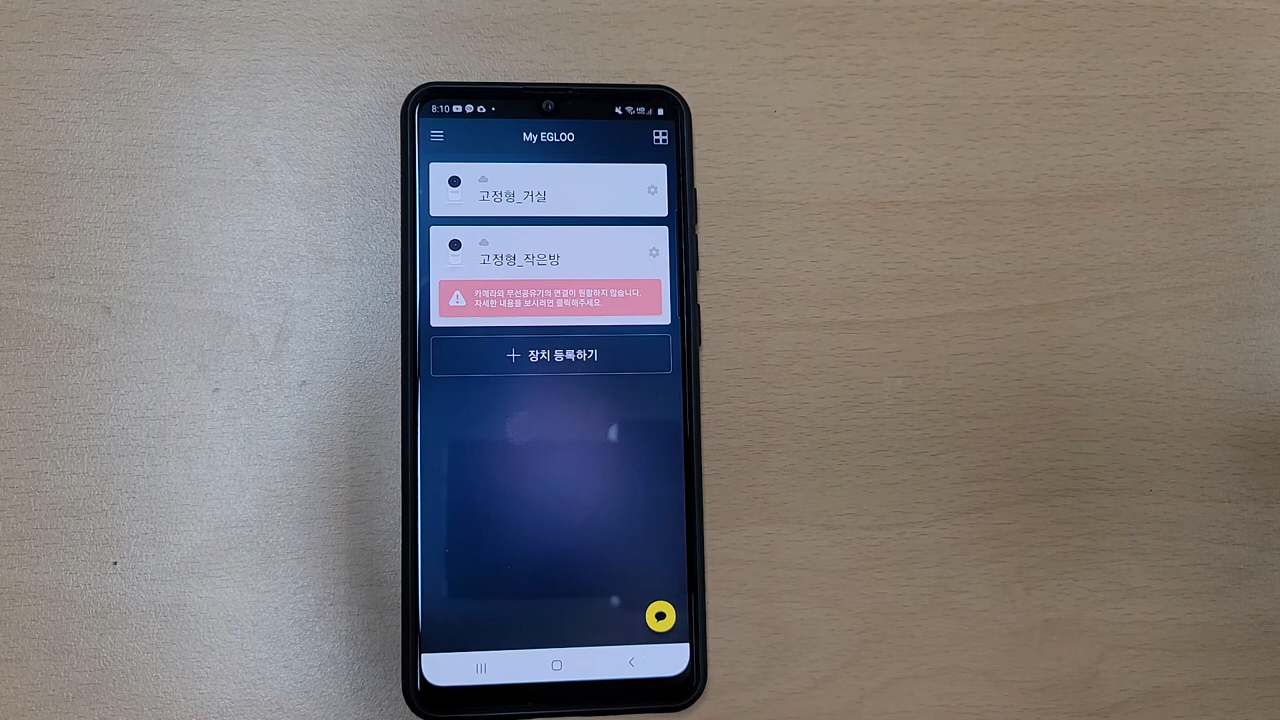 8:10
My EGLOO
고정형_거실
고정형_작은방
카메라와 무선공유기의 연결이 원할하지 않습니다.
자세한 내용을 보시려면 클릭해주세요.
+ 장치 등록하기